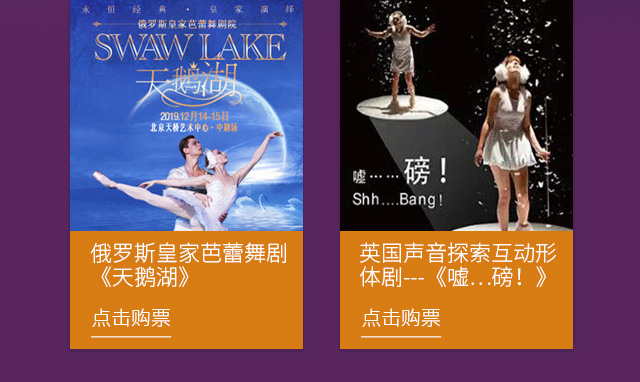 永恒经典·皇家演绎
俄罗斯皇家芭蕾舞剧院
SWAW LAKE
天鹅湖
2019.12月14-15日
北京天桥艺术中心·中剧场
俄罗斯皇家芭蕾舞剧
《天鹅湖》
点击购票
嘘……磅！
Shh....Bang!
英国声音探索互动形
体剧---《嘘…磅！》
点击购票